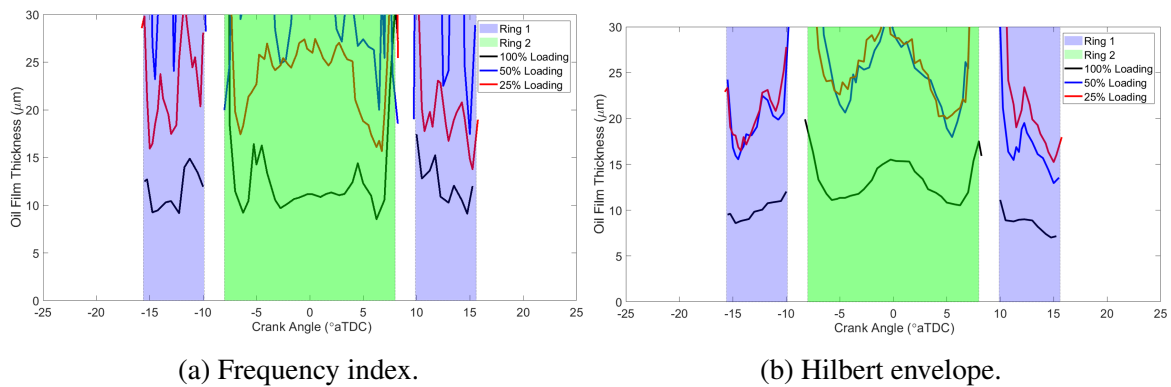 Oil Film Thickness (μm)
30
25
20
15
10
5
0
-25 -20 -15 -10 -5 0 5 10 15 20 25
Crank Angle (°aTDC)
Ring 1
Ring 2
100% Loading
50% Loading
25% Loading
(a) Frequency index.
Oil Film Thickness (μm)
30
25
20
15
10
5
0
-25 -20 -15 -10 -5 0 5 10 15 20 25
Crank Angle (°aTDC)
Ring 1
Ring 2
100% Loading
50% Loading
25% Loading
(b) Hilbert envelope.